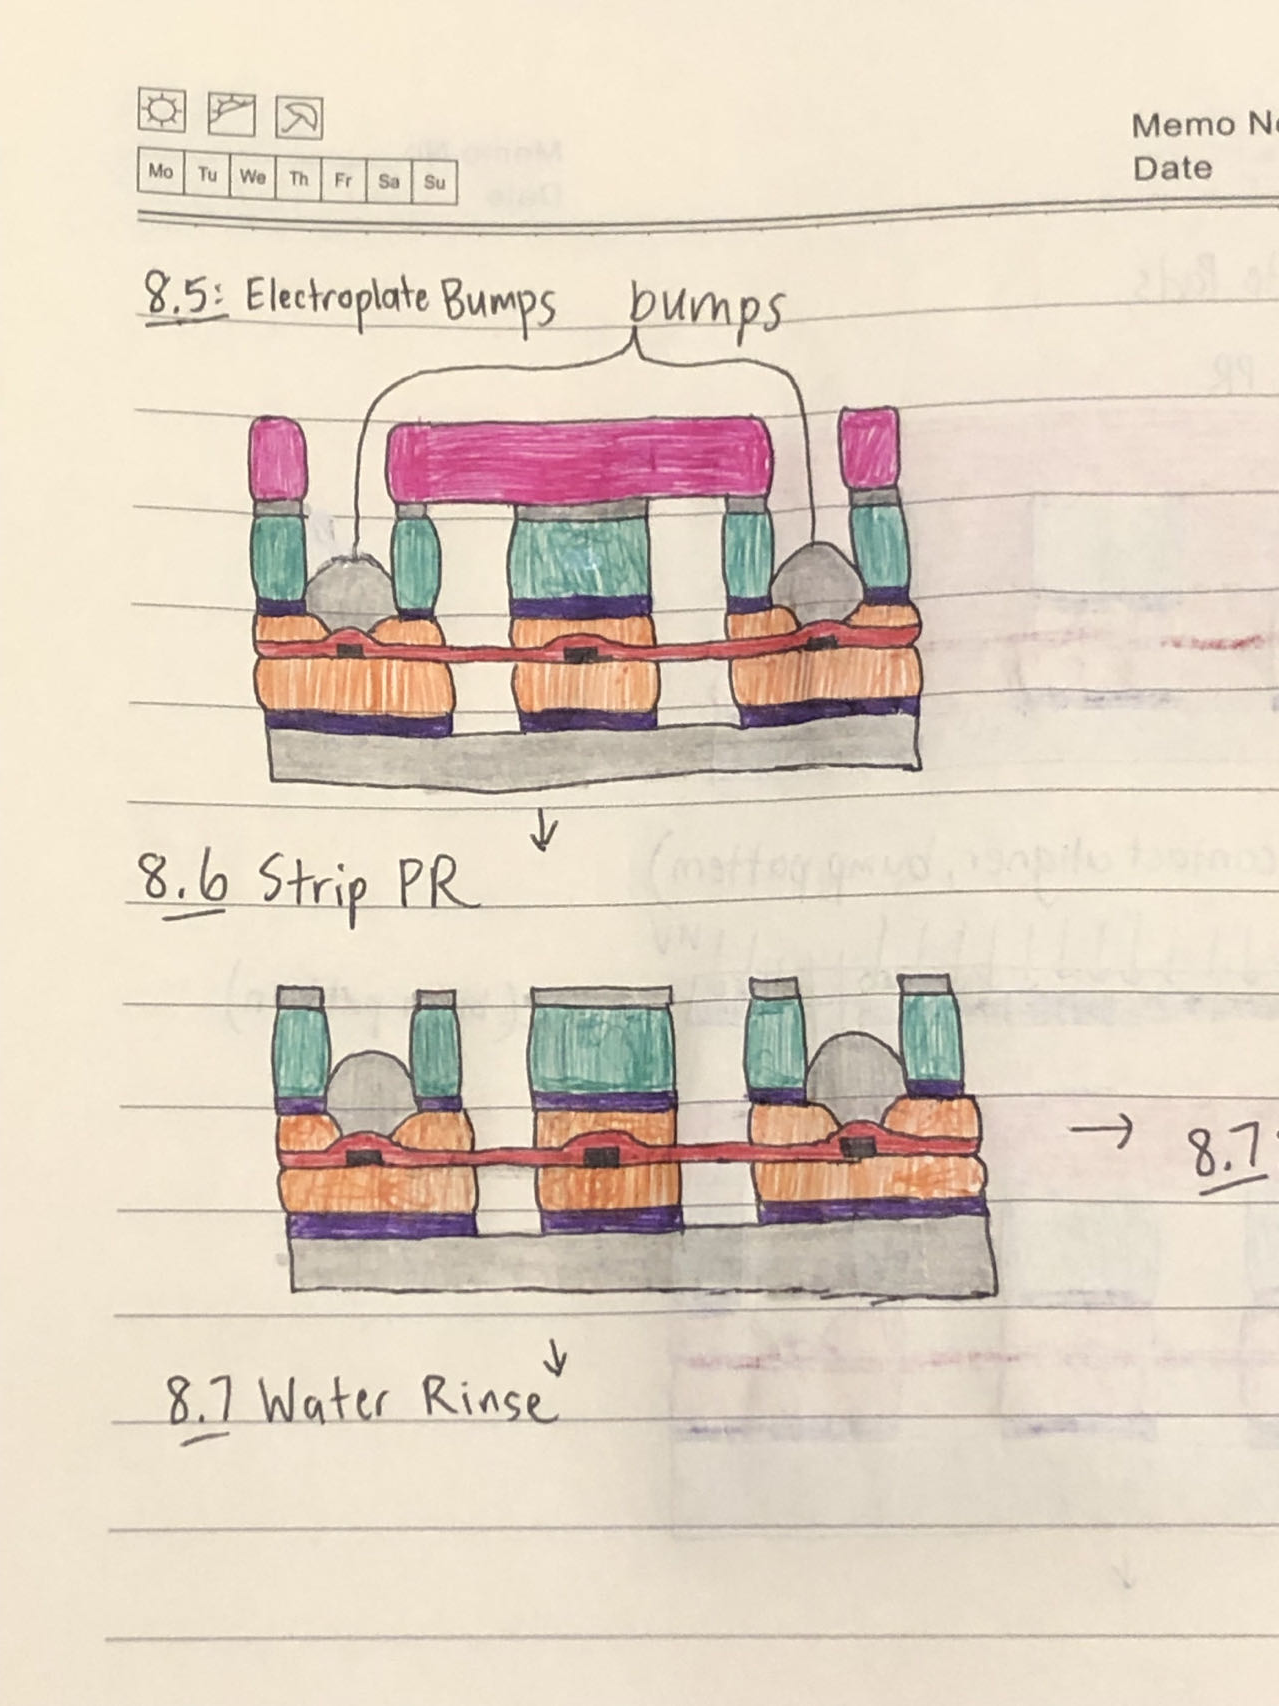 Memo No
Date
Mo Tu We Th Fr Sa Su
8.5: Electroplate Bumps bumps
8.6 Strip PR
8.7
8.7 Water Rinse